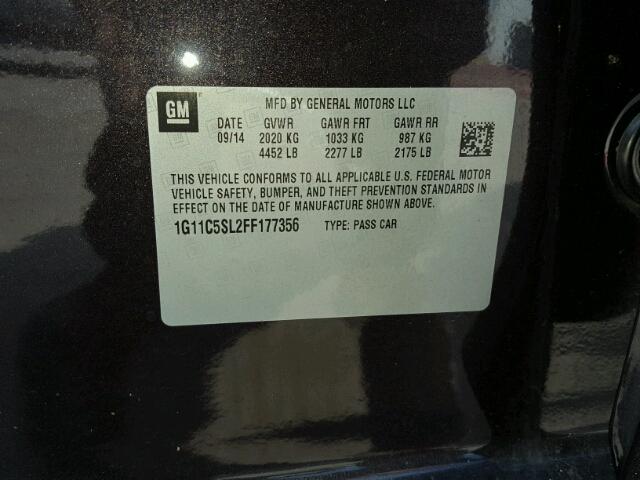 GM
MFD BY GENERAL MOTORS LLC
DATE GVWR GAWR FRT GAWR RR
09/14 2020 KG 1033 KG 987 KG
4452 LB 2277 LB 2175 LB
THIS VEHICLE CONFORMS TO ALL APPLICABLE U.S. FEDERAL MOTOR
VEHICLE SAFETY, BUMPER, AND THEFT PREVENTION STANDARDS IN
EFFECT ON THE DATE OF MANUFACTURE SHOWN ABOVE.
1G11C5SL2FF177356 TYPE: PASS CAR